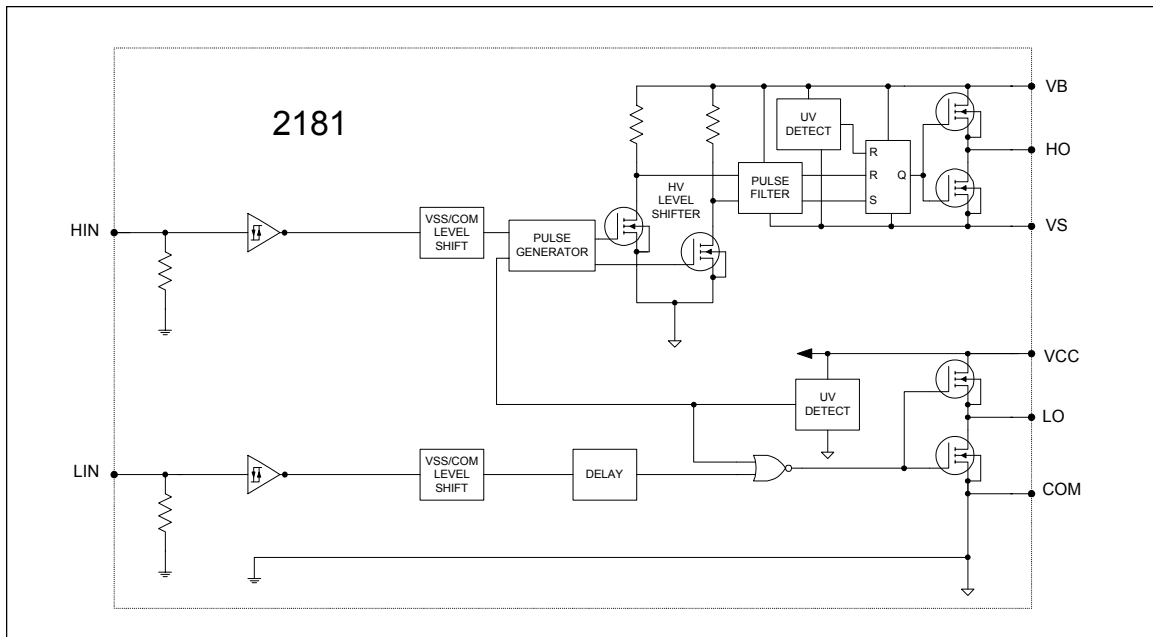 2181
VB
UV
DETECT
HO
R
R
Q
S
PULSE
FILTER
HV
LEVEL
SHIFTER
VS
HIN
VSS/COM
LEVEL
SHIFT
PULSE
GENERATOR
VCC
UV
DETECT
LO
LIN
VSS/COM
LEVEL
SHIFT
DELAY
COM